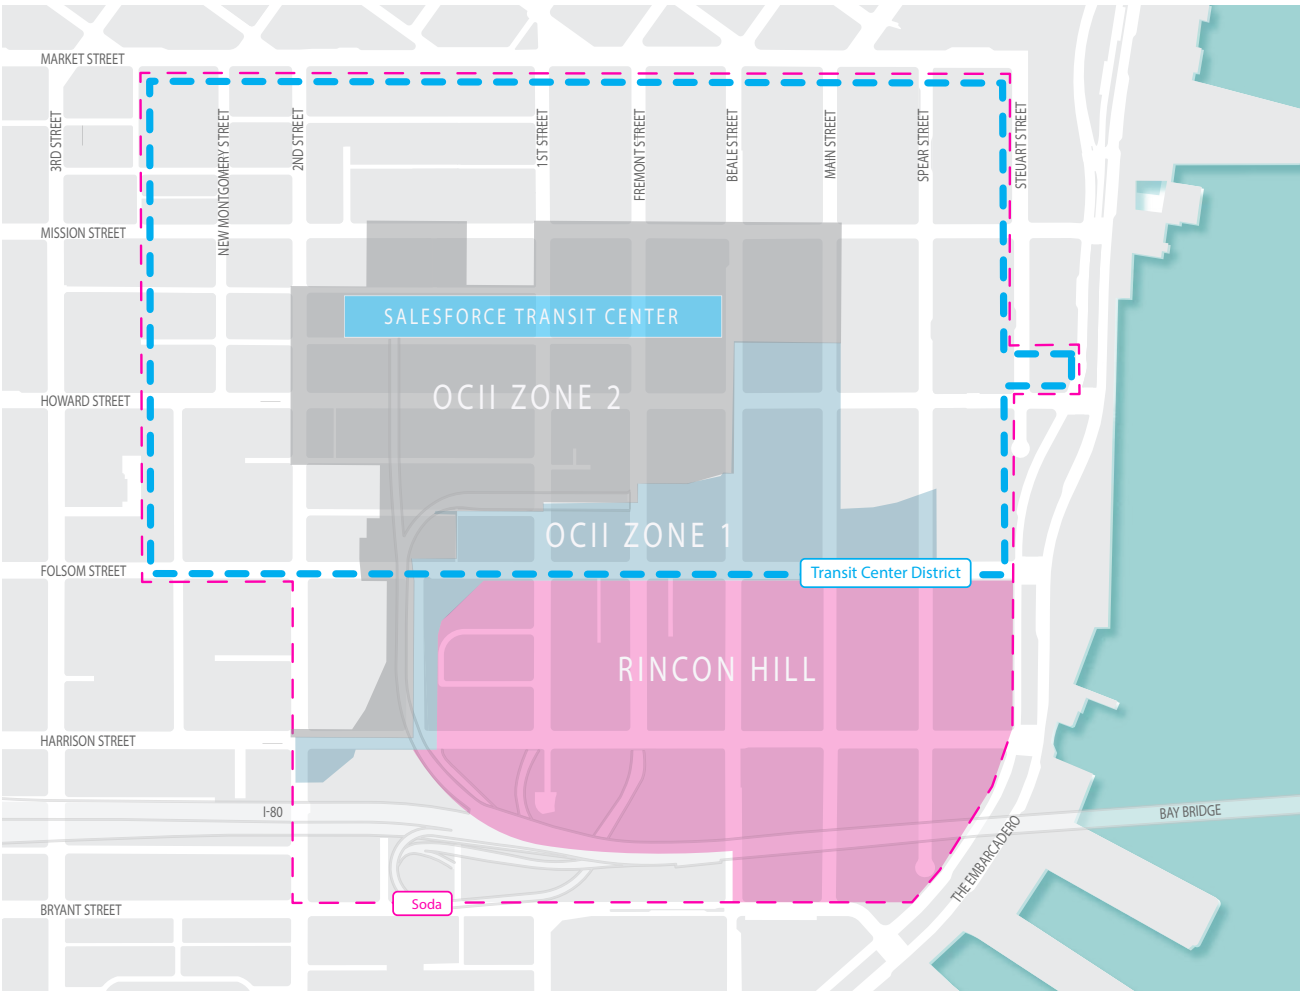 MARKET STREET
3RD STREET
NEW MONTGOMERY STREET
2ND STREET
1ST STREET
FREMONT STREET
BEALE STREET
MAIN STREET
SPEAR STREET
STEUART STREET
MISSION STREET
SALESFORCE TRANSIT CENTER
OCII ZONE 2
HOWARD STREET
OCII ZONE 1
FOLSOM STREET
Transit Center District
RINCON HILL
HARRISON STREET
I-80
BAY BRIDGE
THE EMBARCADERO
Soda
BRYANT STREET